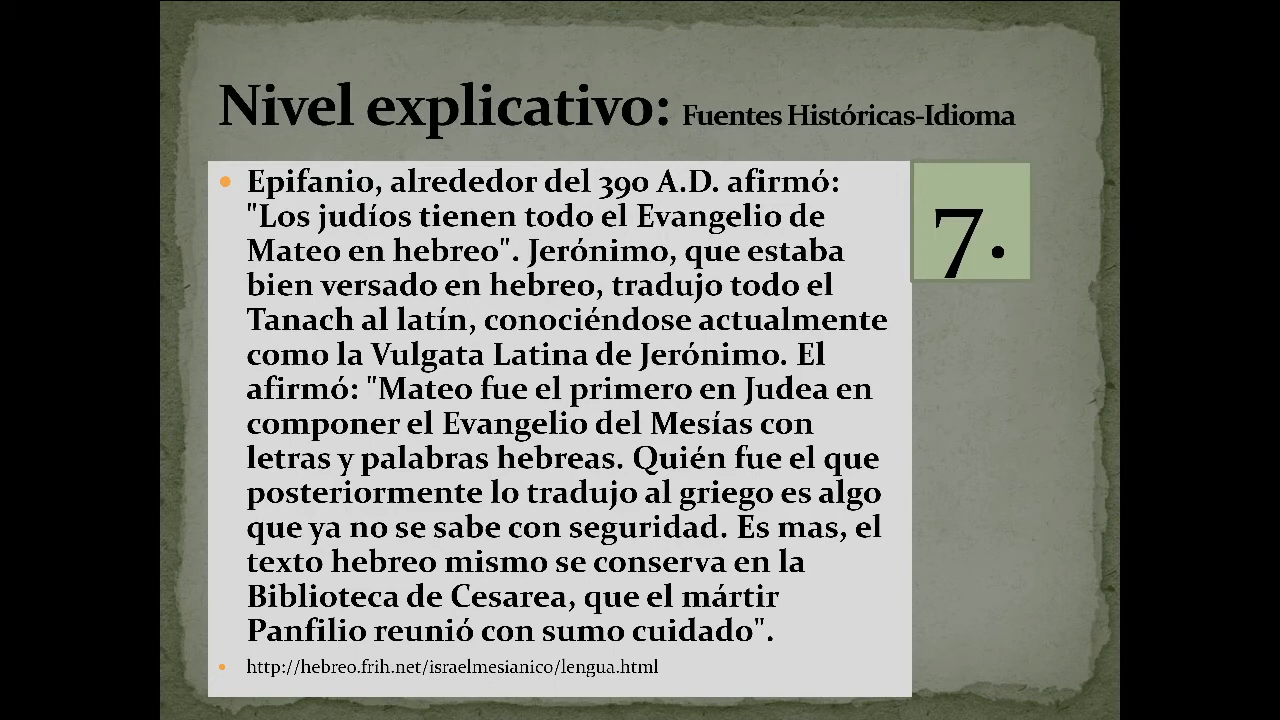 Nivel explicativo: Fuentes Históricas-Idioma
• Epifanio, alrededor del 390 A.D. afirmó:
"Los judíos tienen todo el Evangelio de
Mateo en hebreo". Jerónimo, que estaba
bien versado en hebreo, tradujo todo el
Tanach al latín, conociéndose actualmente
como la Vulgata Latina de Jerónimo. El
afirmó: "Mateo fue el primero en Judea en
componer el Evangelio del Mesías con
letras y palabras hebreas. Quién fue el que
posteriormente lo tradujo al griego es algo
que ya no se sabe con seguridad. Es mas, el
texto hebreo mismo se conserva en la
Biblioteca de Cesarea, que el mártir
Panfilio reunió con sumo cuidado".
• http://hebreo.frih.net/israelmesianico/lengua.html
7.